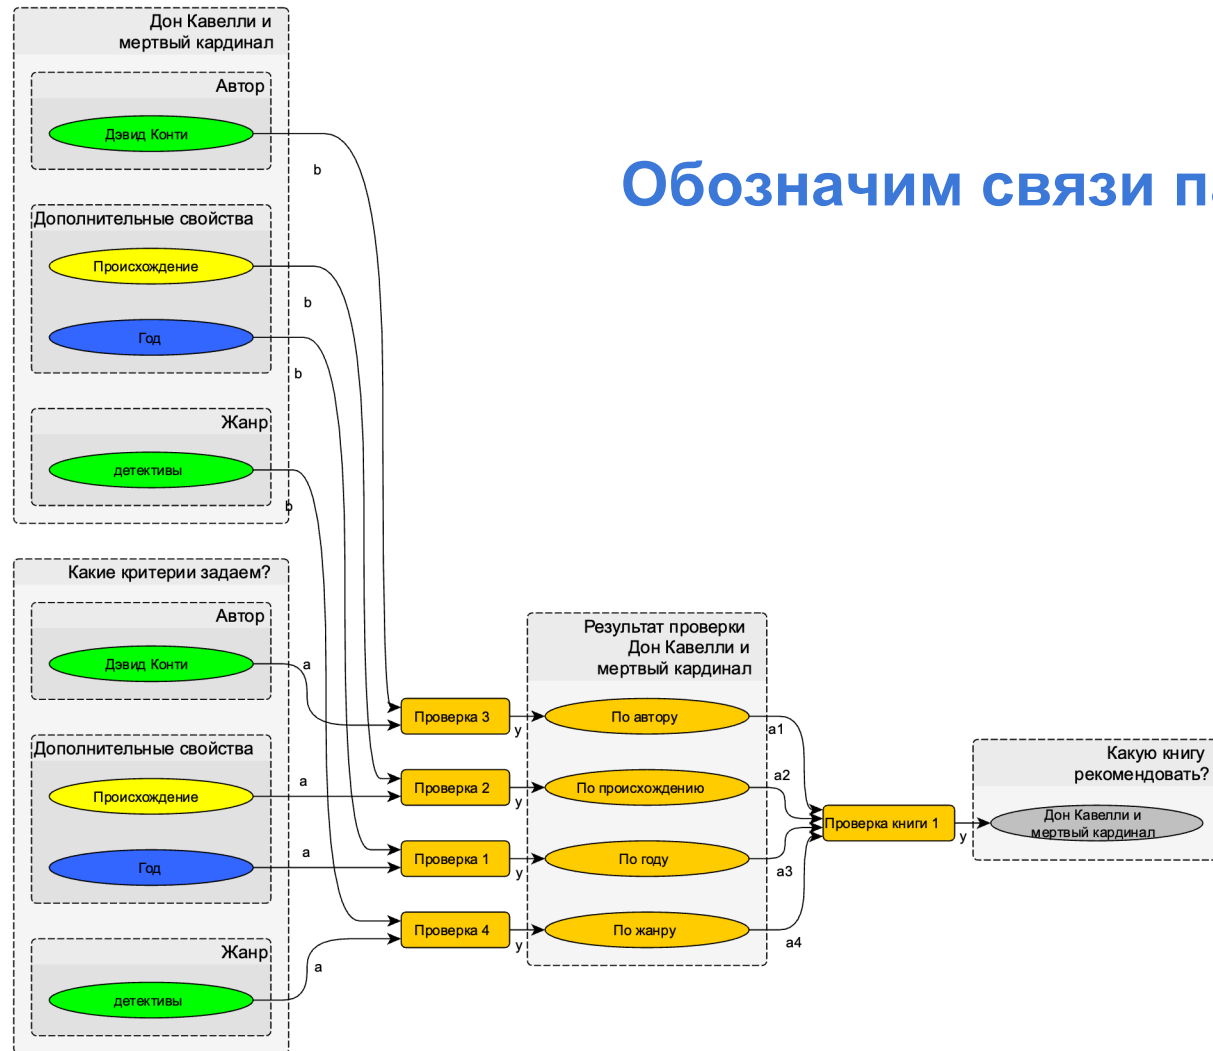 Дон Кавелли и
мертвый кардинал
Автор
Дэвид Конти
b
Дополнительные свойства
Происхождение
b
Год
b
Жанр
детективы
b
Обозначим связи
Какие критерии задаем?
Автор
Дэвид Конти
a
Дополнительные свойства
Происхождение
a
Год
a
Жанр
детективы
a
Проверка 3
y
Проверка 2
y
Проверка 1
y
Проверка 4
y
Результат проверки
Дон Кавелли и
мертвый кардинал
По автору
a1
По происхождению
a2
По году
a3
По жанру
a4
Проверка книги 1
y
Какую книгу
рекомендовать?
Дон Кавелли и
мертвый кардинал